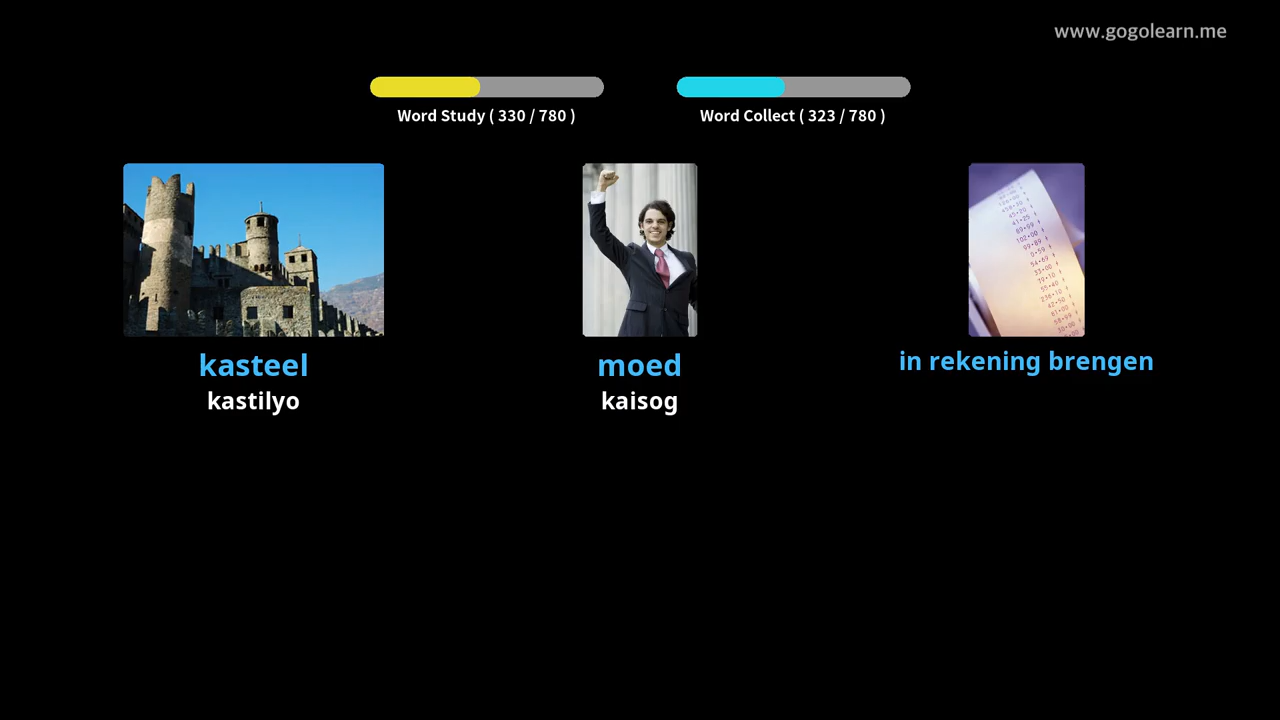 www.gogolearn.me
Word Study ( 330 / 780 )
Word Collect ( 323 / 780 )
kasteel
kastilyo
moed
kaisog
in rekening brengen